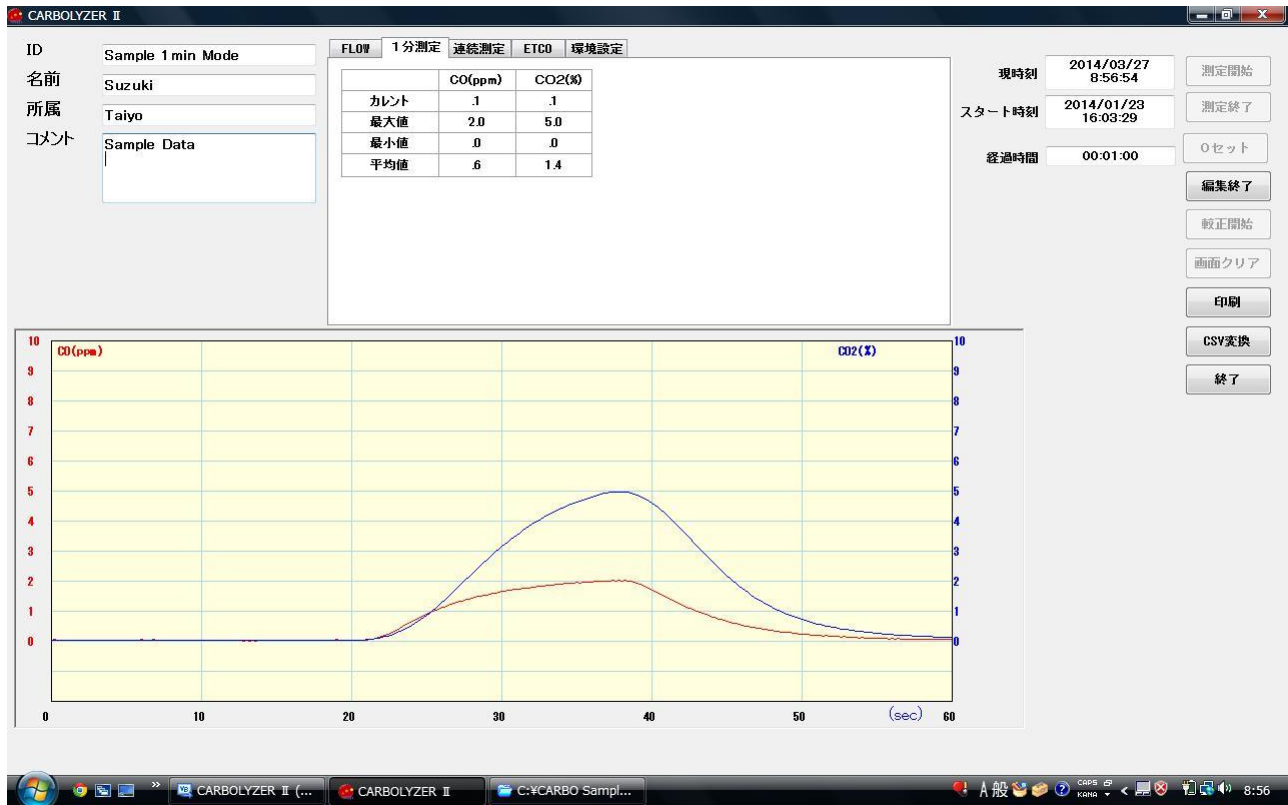 CARBOLYZER Ⅱ
ID
Sample 1min Mode
名前
Suzuki
所属
Taiyo
コメント
Sample Data
FLOW 1分測定 連続測定 ETCO 環境設定
CO(ppm) CO2(%)
カレント .1 .1
最大値 2.0 5.0
最小値 .0 .0
平均値 .6 1.4
現時刻 2014/03/27
8:56:54
スタート時刻 2014/01/23
16:03:29
経過時間 00:01:00
測定開始
測定終了
0セット
編集終了
較正開始
画面クリア
印刷
CSV変換
終了
CO(ppm) CO2(%)
10 10
9 9
8 8
7 7
6 6
5 5
4 4
3 3
2 2
1 1
0 0
0 10 20 30 40 50 (sec) 60
CARBOLYZER Ⅱ (... CARBOLYZER Ⅱ C:¥CARBO Sampl... A 般 CAPS KANA 8:56